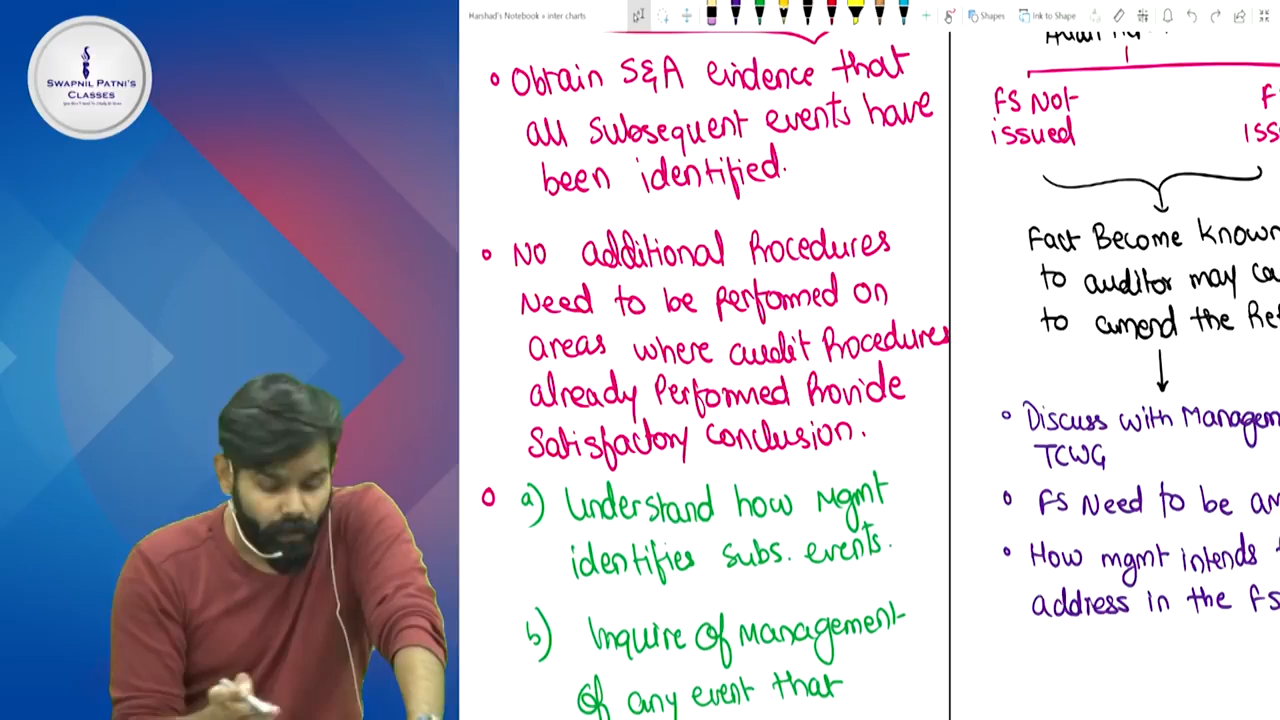 SWAPNIL PATNI'S
CLASSES
Harshad's Notebook » inter charts
Shapes
Ink to Shape
• Obtain S&A evidence that
all subsequent events have
been identified.
• No additional Procedures
Need to be Performed on
areas where audit Procedures
already Performed Provide
Satisfactory conclusion.
a) Understand how Mgmt
identifies subs. events.
b) Inquire of Management
Of any event that
FS Not
issued
Fact Become known
to auditor may
to amend the
• Discuss with
TCWG
• FS Need to be
• How mgmt intends
address in the FS